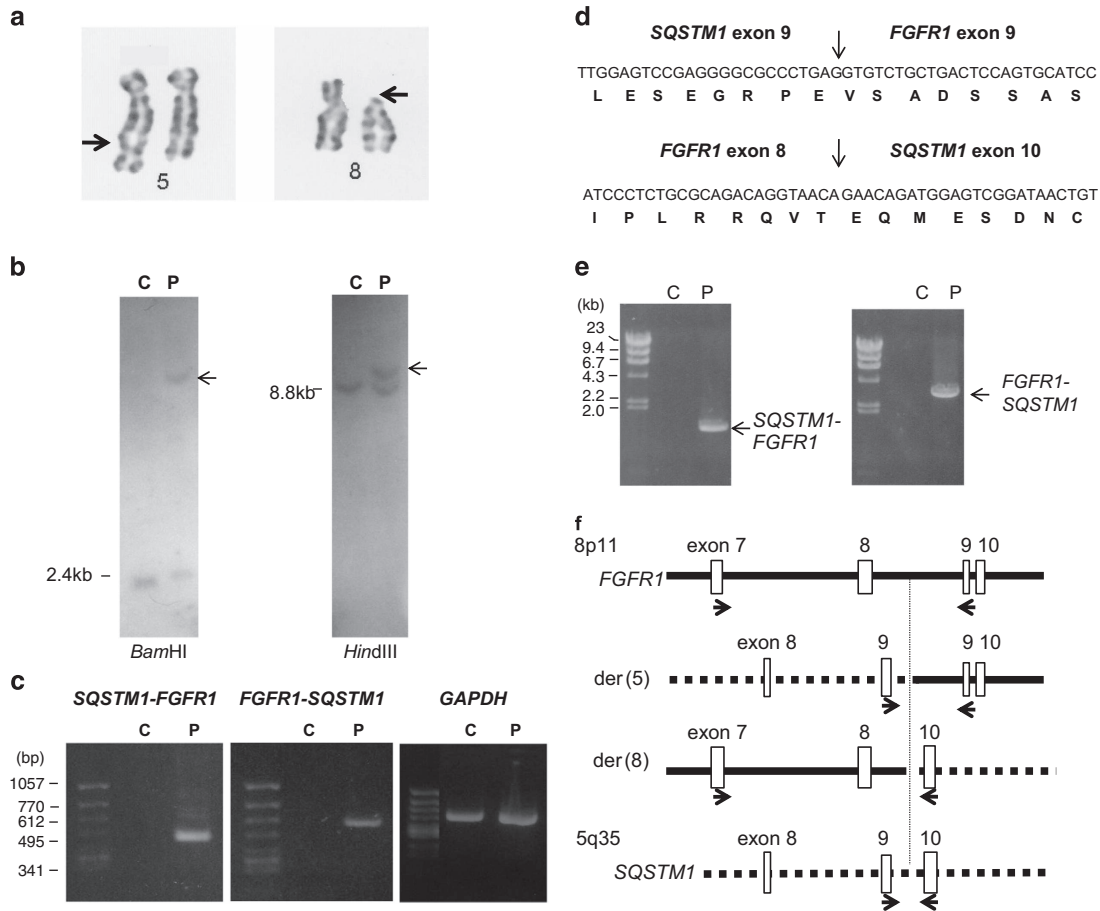 a
5
8
b
C P
C P
8.8kb
2.4kb
BamHI
HindIII
c
SQSTM1-FGFR1
FGFR1-SQSTM1
GAPDH
C P
C P
C P
(bp)
1057
770
612
495
341
d
SQSTM1 exon 9
FGFR1 exon 9
TTGGAGTCCGAGGGGCGCCCTGAGGTGTCTGCTGACTCCAGTGCATCC
L E S E G R P E V S A D S S A S
FGFR1 exon 8
SQSTM1 exon 10
ATCCCTCTGCGCAGACAGGTAACAGAACAGATGGAGTCGGATAACTGT
I P L R R Q V T E Q M E S D N C
e
C P
C P
(kb)
23
9.4
6.7
4.3
2.2
2.0
SQSTM1-
FGFR1
FGFR1-
SQSTM1
f
8p11
exon 7 8 9 10
FGFR1
exon 8 9 9 10
der (5)
exon 7 8 10
der (8)
5q35
exon 8 9 10
SQSTM1